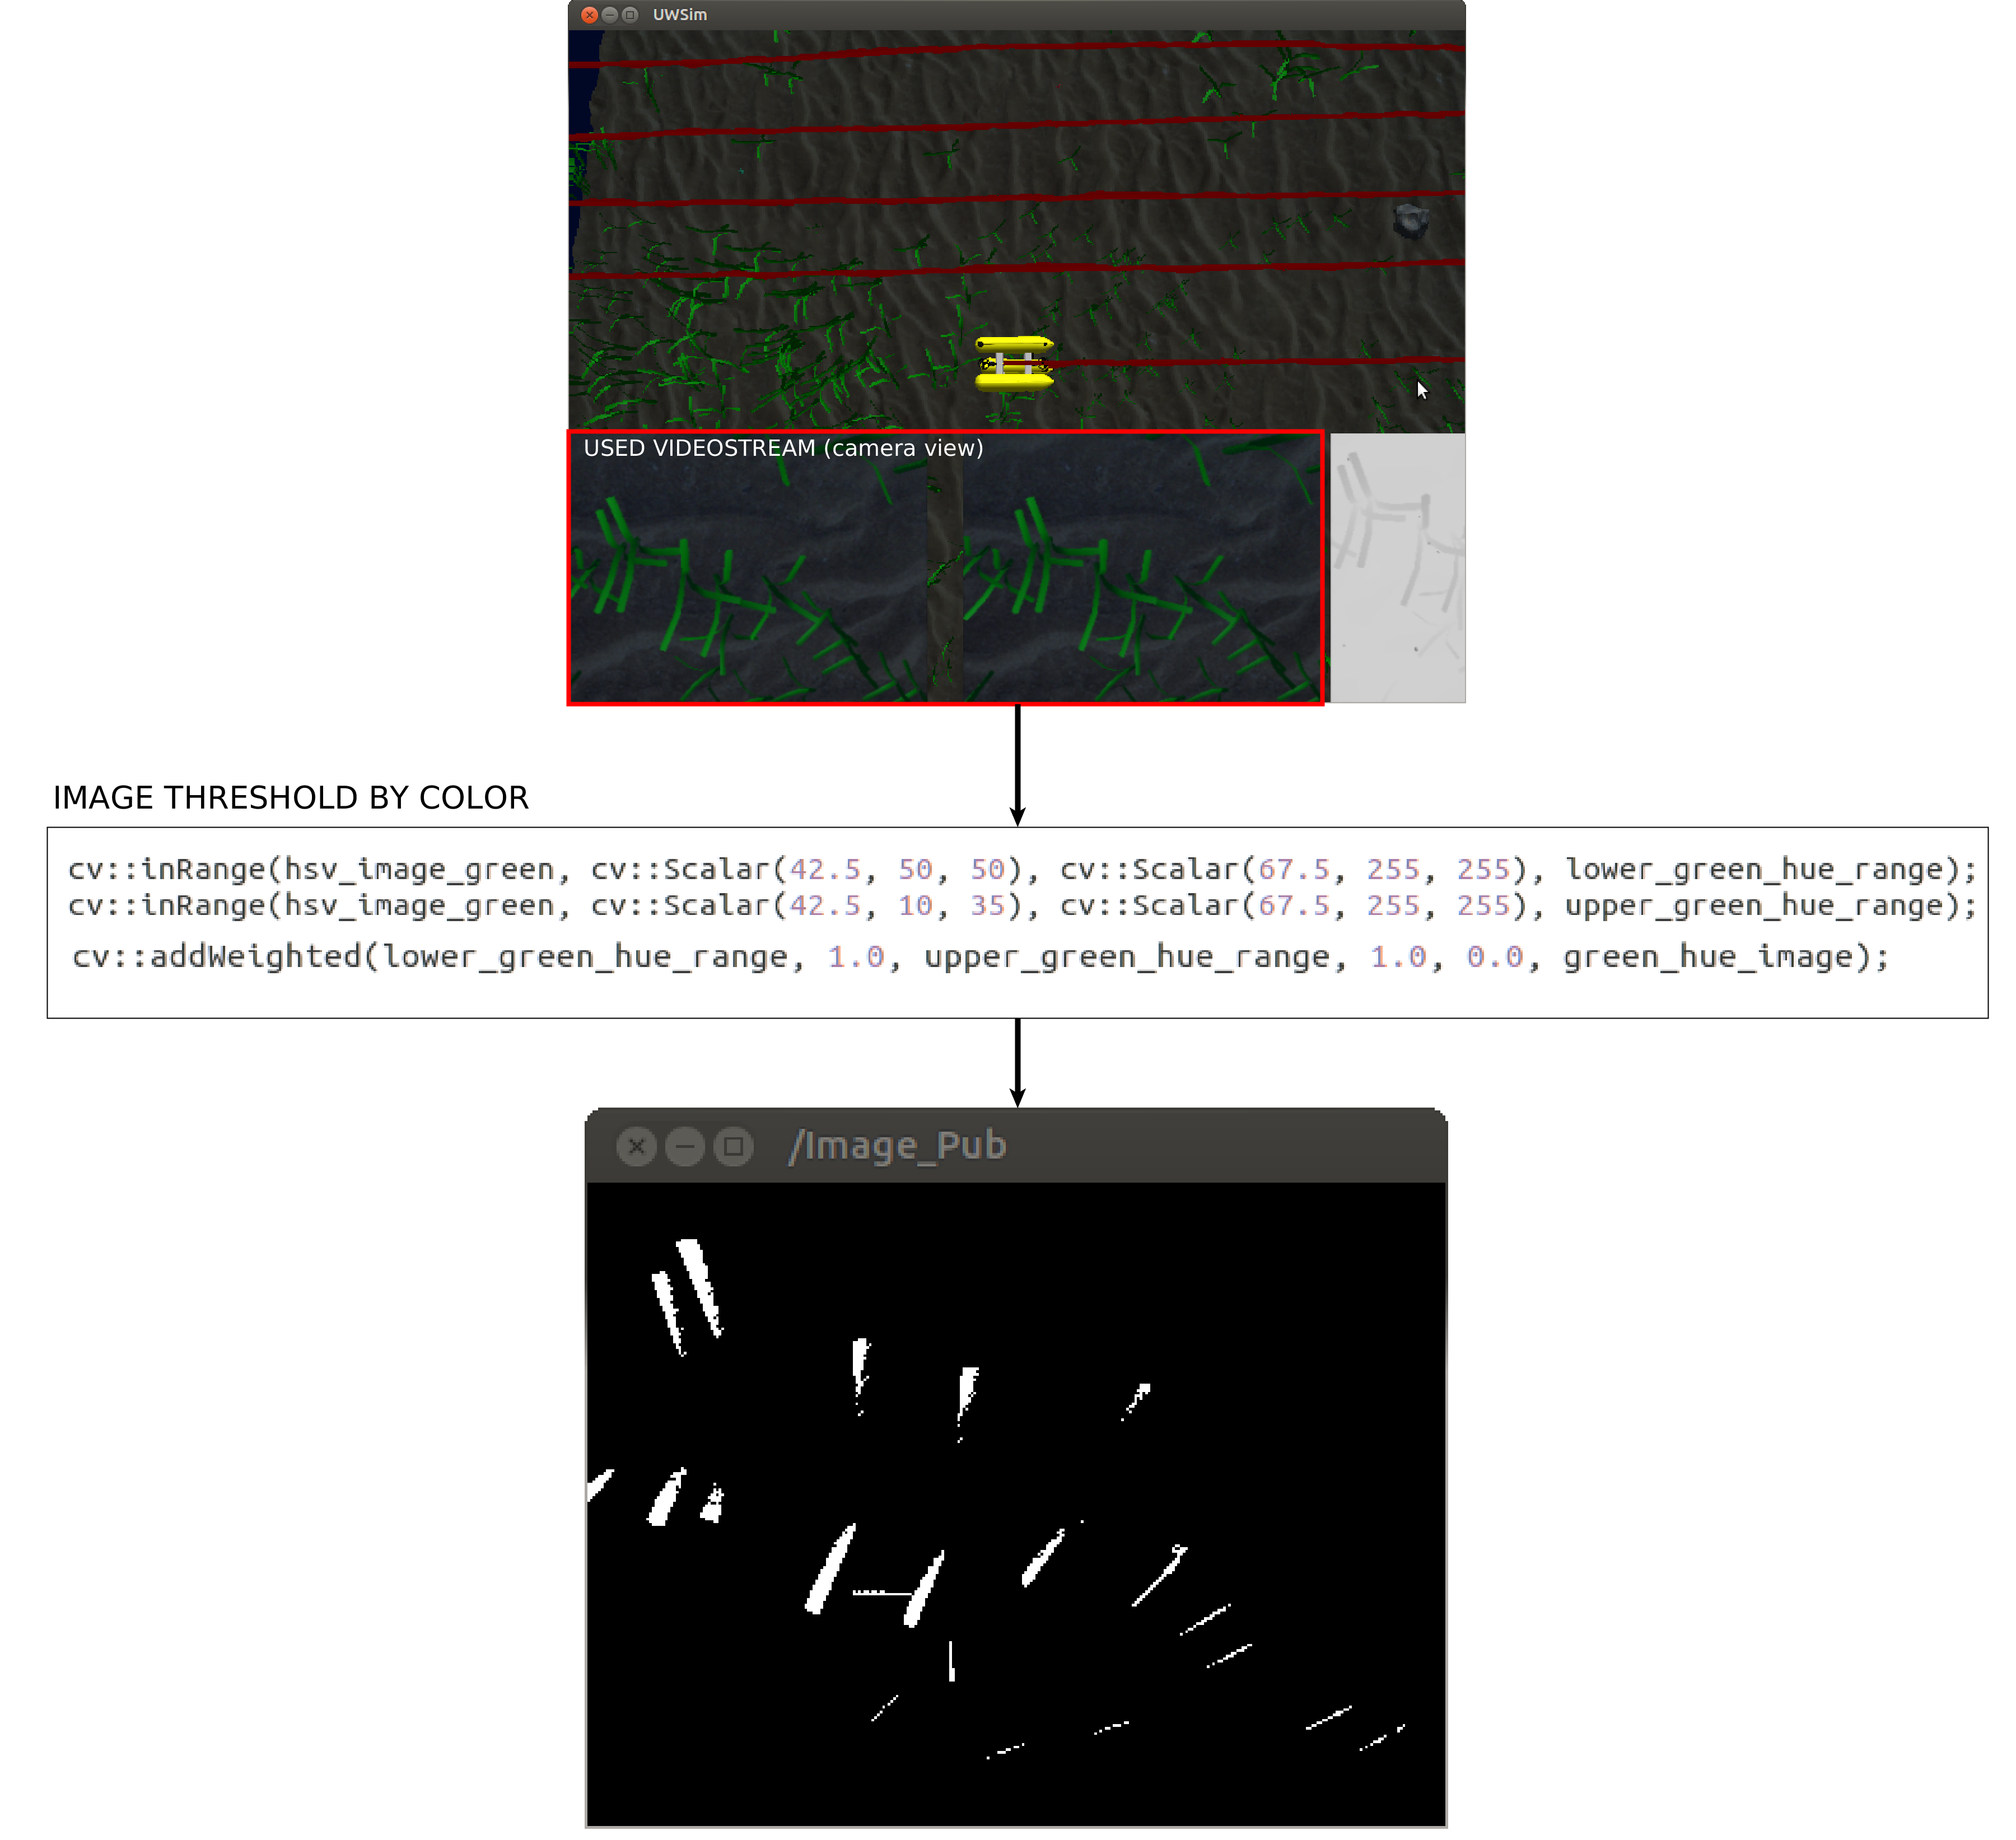 UWSim
USED VIDEOSTREAM (camera view)
IMAGE THRESHOLD BY COLOR
cv::inRange(hsv_image_green, cv::Scalar(42.5, 50, 50), cv::Scalar(67.5, 255, 255), lower_green_hue_range);
cv::inRange(hsv_image_green, cv::Scalar(42.5, 10, 35), cv::Scalar(67.5, 255, 255), upper_green_hue_range);
cv::addWeighted(lower_green_hue_range, 1.0, upper_green_hue_range, 1.0, 0.0, green_hue_image);
/Image_Pub